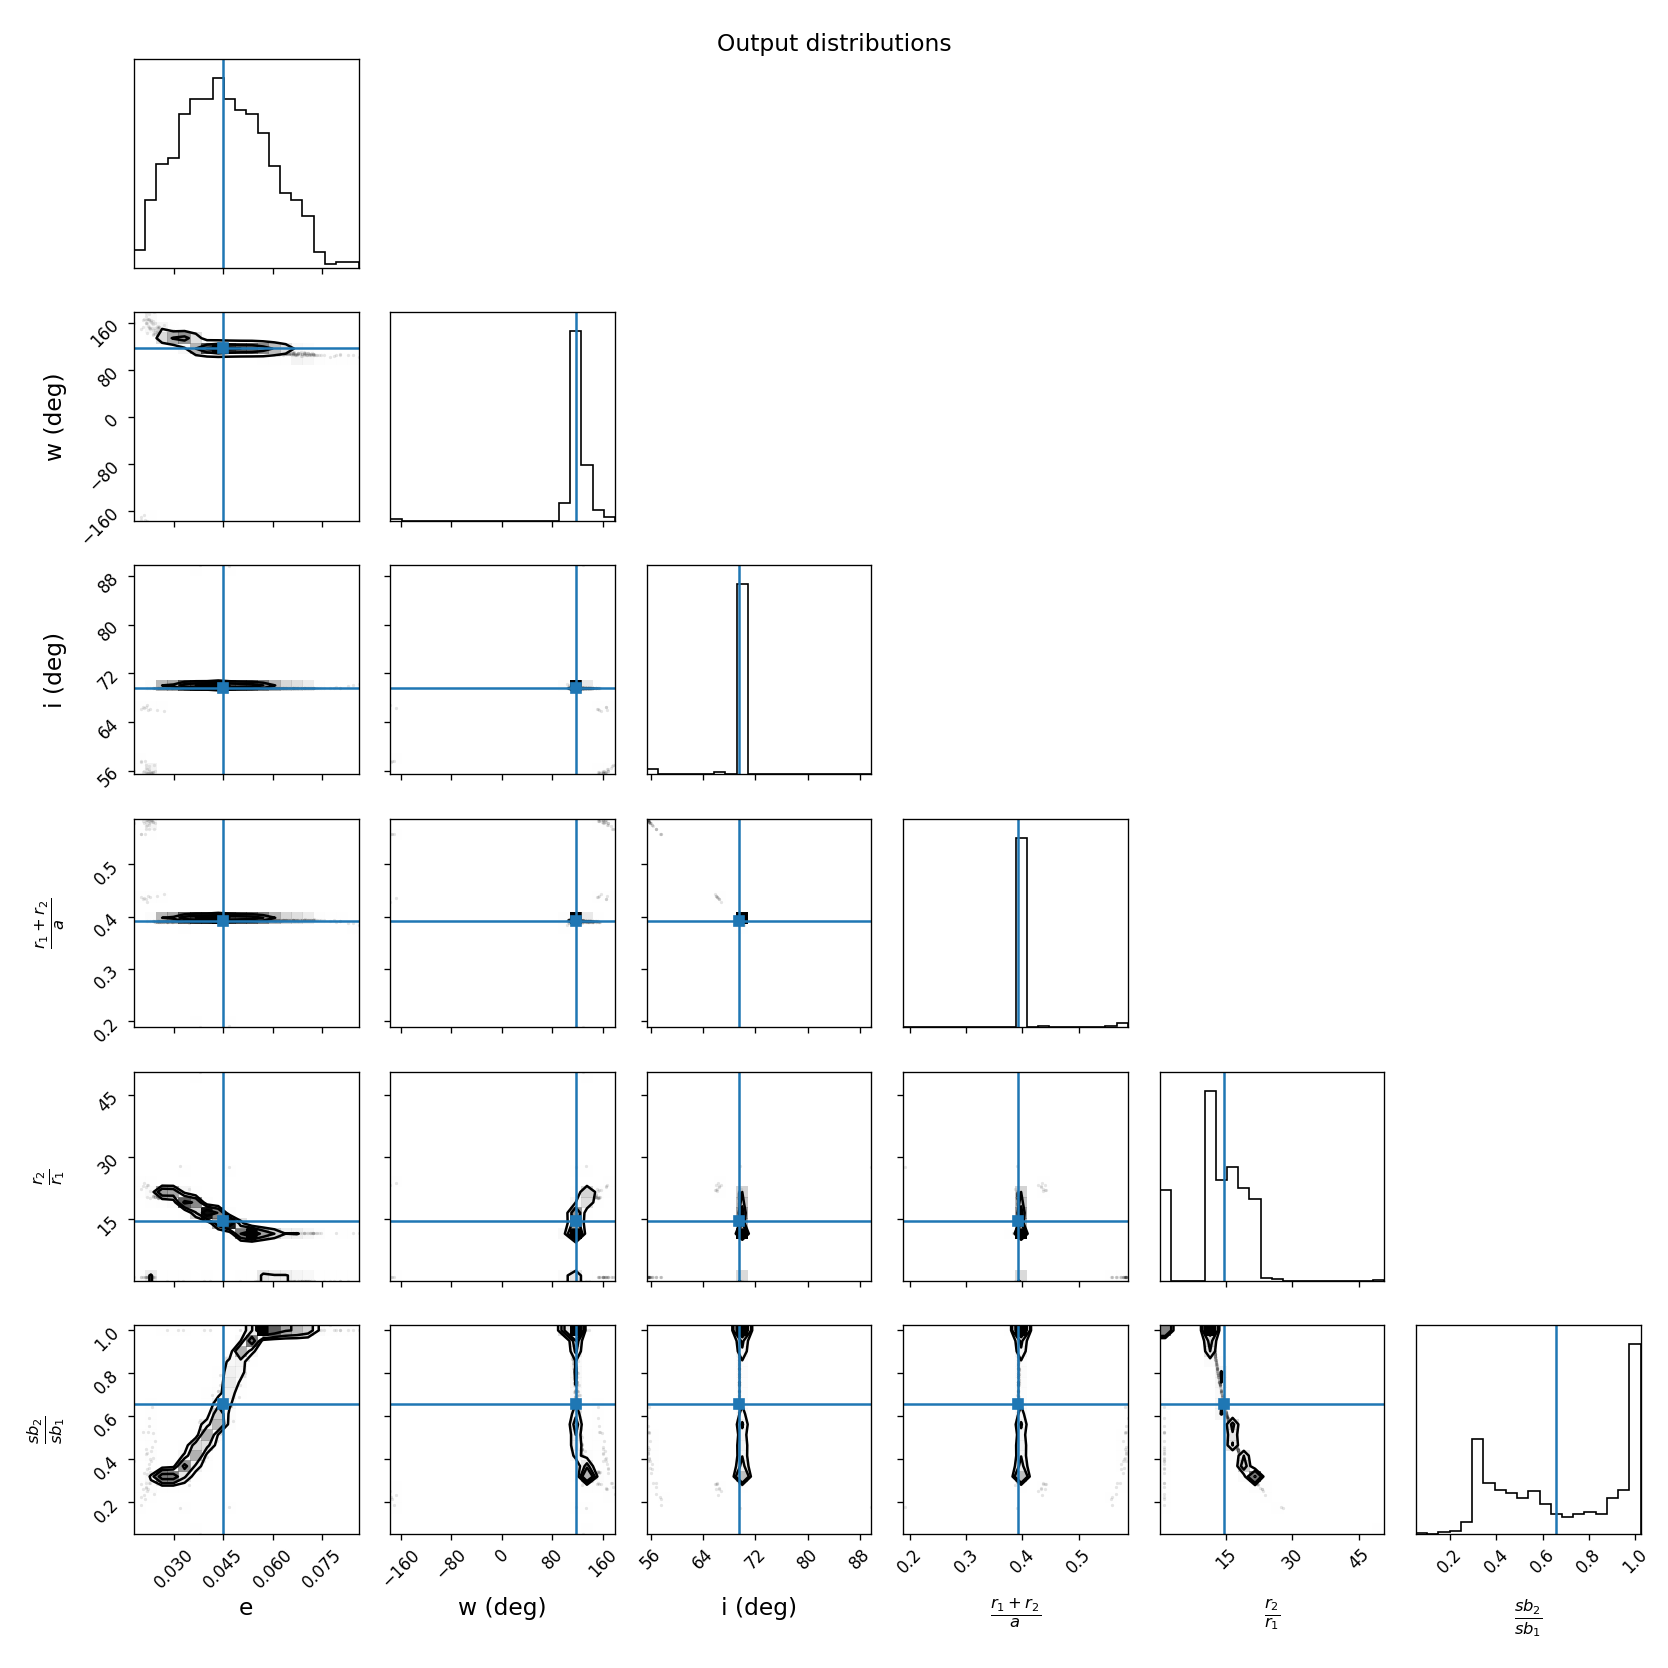 Output distributions
160
80
0
−80
−160
w (deg)
88
80
72
64
56
i (deg)
0.5
0.4
0.3
0.2
r₁ + r₂
a
45
30
15
r₂
r₁
1.0
0.8
0.6
0.4
0.2
sb₂
sb₁
0.030 0.045 0.060 0.075
−160 −80 0 80 160
56 64 72 80 88
0.2 0.3 0.4 0.5
15 30 45
0.2 0.4 0.6 0.8 1.0
e
w (deg)
i (deg)
r₁ + r₂
a
r₂
r₁
sb₂
sb₁